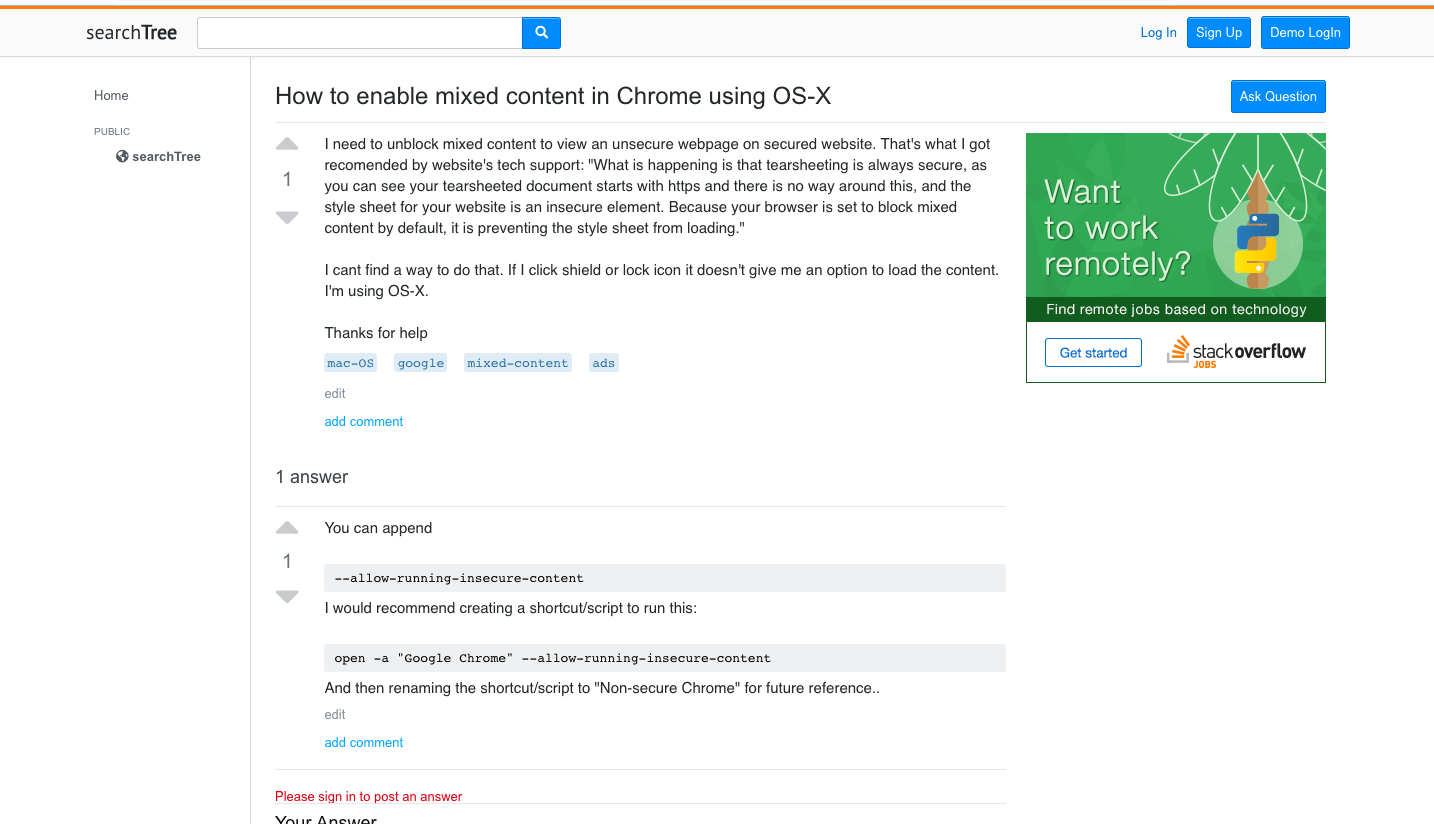 searchTree
Log In
Sign Up
Demo LogIn
Home
PUBLIC
searchTree
How to enable mixed content in Chrome using OS-X
Ask Question
I need to unblock mixed content to view an unsecure webpage on secured website. That's what I got
recomended by website's tech support: "What is happening is that tearsheeting is always secure, as
you can see your tearsheeted document starts with https and there is no way around this, and the
style sheet for your website is an insecure element. Because your browser is set to block mixed
content by default, it is preventing the style sheet from loading."
1
I cant find a way to do that. If I click shield or lock icon it doesn't give me an option to load the content.
I'm using OS-X.
Thanks for help
mac-OS google mixed-content ads
edit
add comment
Want
to work
remotely?
Find remote jobs based on technology
Get started
stackoverflow
JOBS
1 answer
You can append
1
--allow-running-insecure-content
I would recommend creating a shortcut/script to run this:
open -a "Google Chrome" --allow-running-insecure-content
And then renaming the shortcut/script to "Non-secure Chrome" for future reference..
edit
add comment
Please sign in to post an answer
Your Answer